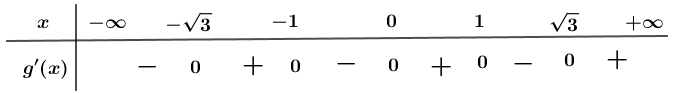 x −∞ −√3 −1 0 1 √3 +∞
g′(x) − 0 + 0 − 0 + 0 − 0 +